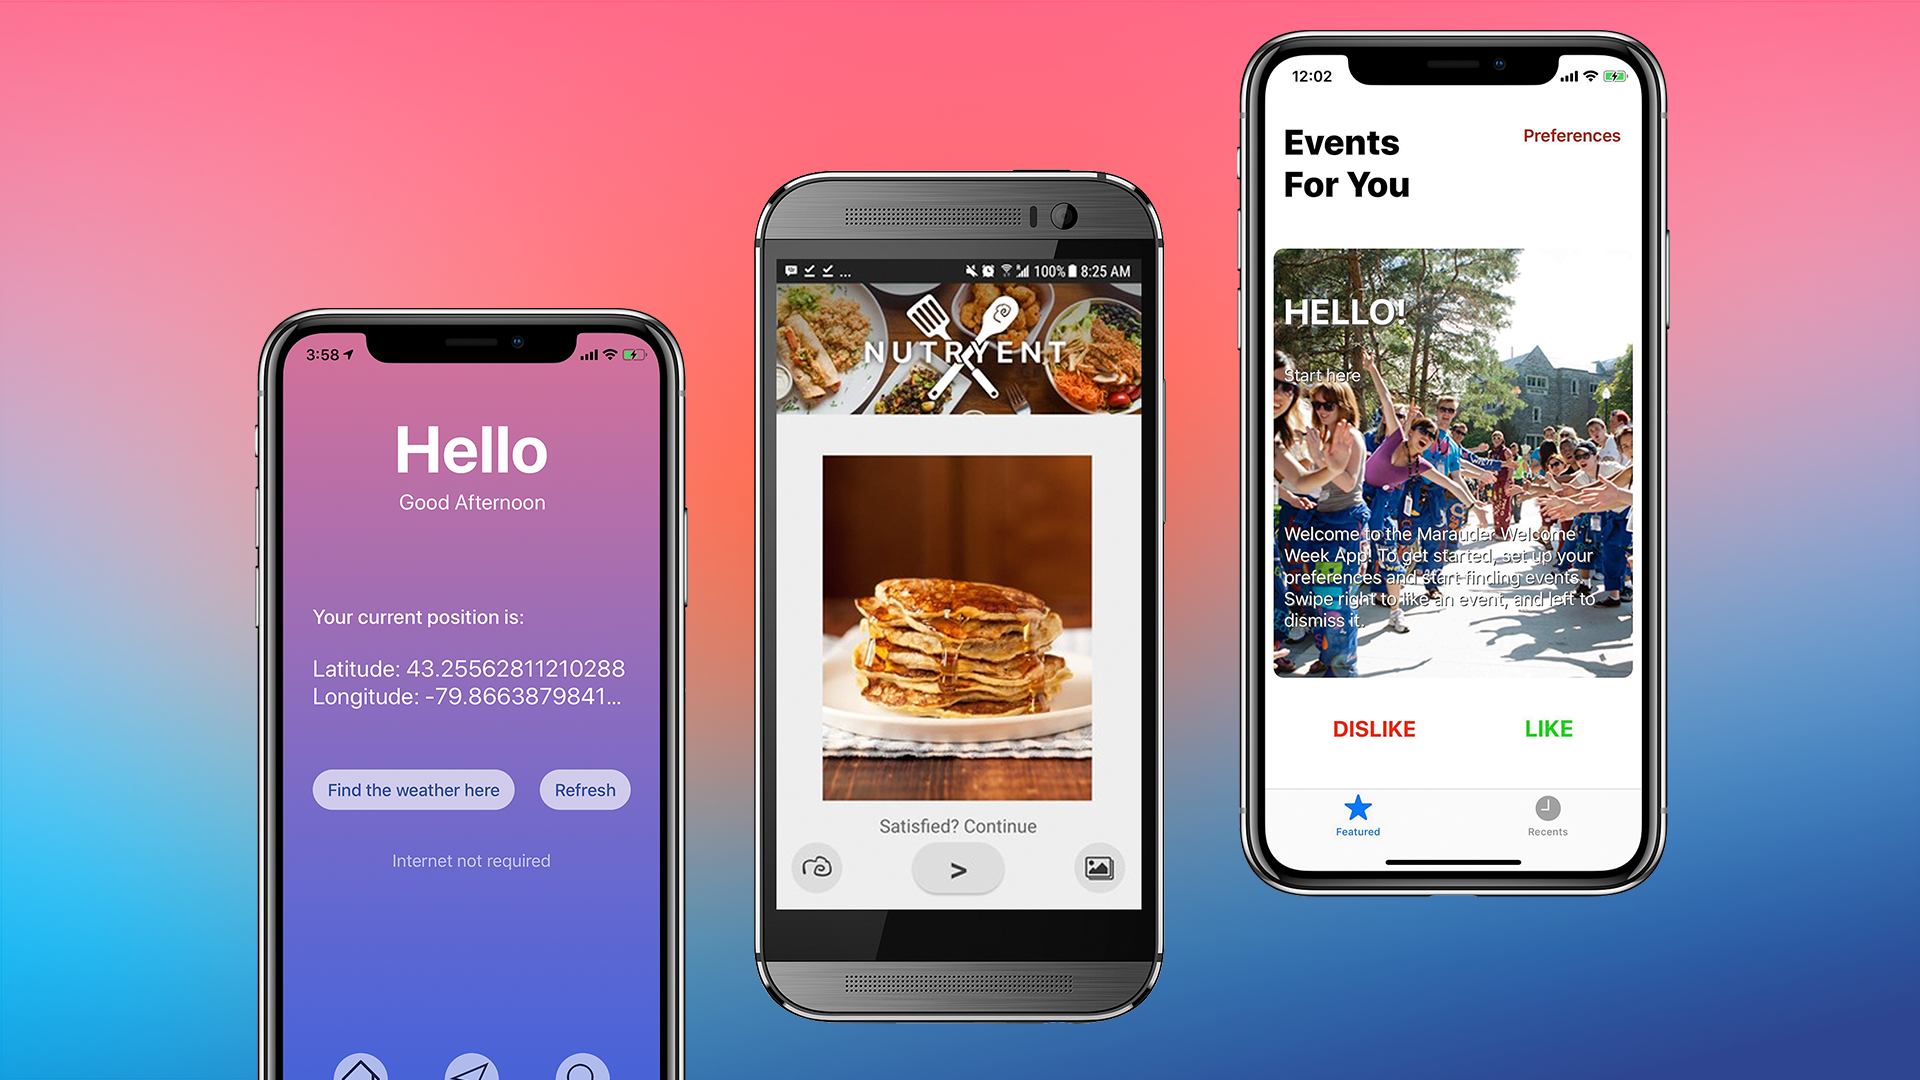 3:58
Hello
Good Afternoon
Your current position is:
Latitude: 43.25562811210288
Longitude: -79.8663879841...
Find the weather here
Refresh
Internet not required
... 100% 8:25 AM
NUTRYENT
Satisfied? Continue
>
12:02
Events
For You
Preferences
HELLO!
Start here
Welcome to the Marauder Welcome
Week App! To get started, set up your
preferences and start finding events.
Swipe right to like an event, and left to
dismiss it.
DISLIKE
LIKE
Featured
Recents